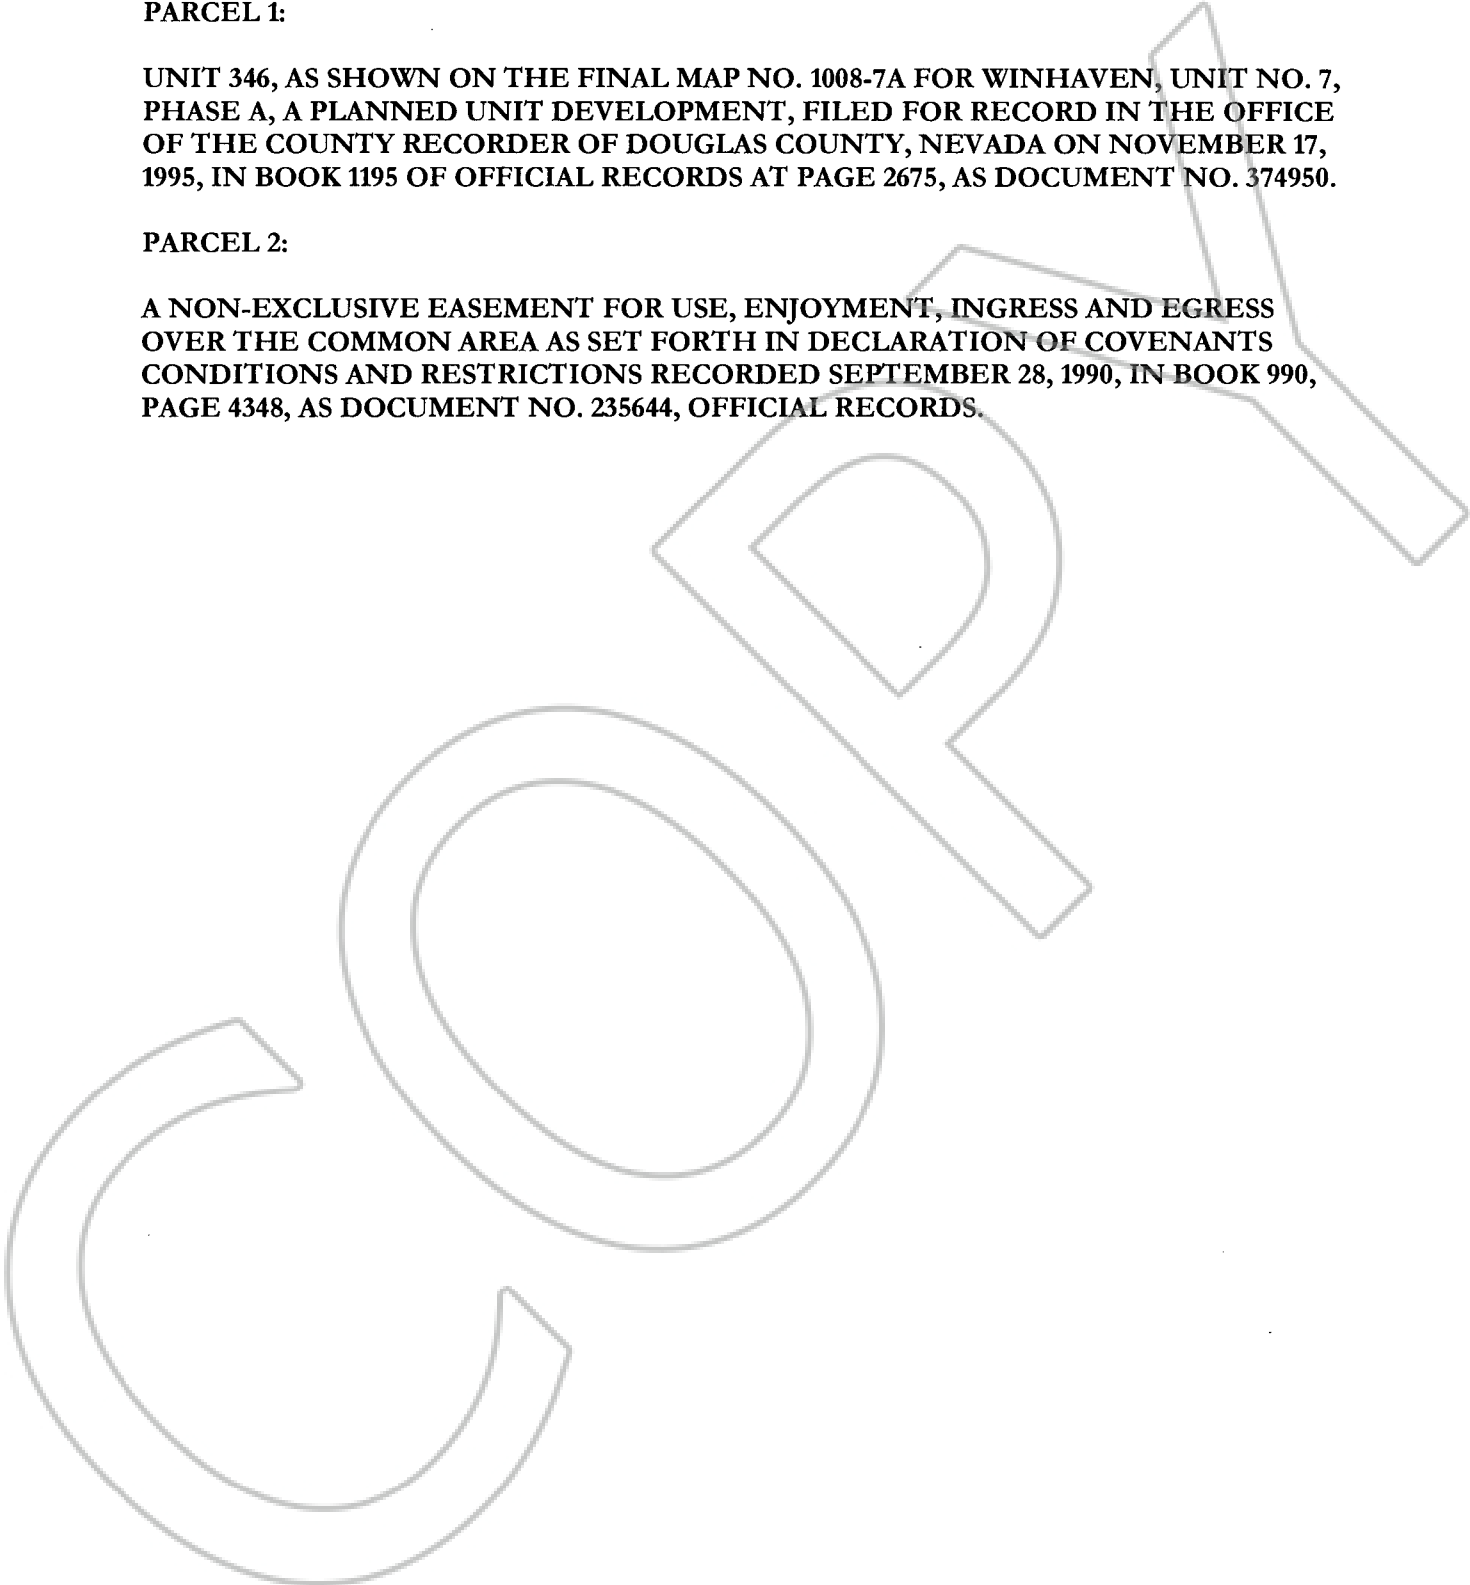 PARCEL 1:
UNIT 346, AS SHOWN ON THE FINAL MAP NO. 1008-7A FOR WINHAVEN, UNIT NO. 7,
PHASE A, A PLANNED UNIT DEVELOPMENT, FILED FOR RECORD IN THE OFFICE
OF THE COUNTY RECORDER OF DOUGLAS COUNTY, NEVADA ON NOVEMBER 17,
1995, IN BOOK 1195 OF OFFICIAL RECORDS AT PAGE 2675, AS DOCUMENT NO. 374950.
PARCEL 2:
A NON-EXCLUSIVE EASEMENT FOR USE, ENJOYMENT, INGRESS AND EGRESS
OVER THE COMMON AREA AS SET FORTH IN DECLARATION OF COVENANTS
CONDITIONS AND RESTRICTIONS RECORDED SEPTEMBER 28, 1990, IN BOOK 990,
PAGE 4348, AS DOCUMENT NO. 235644, OFFICIAL RECORDS.
COPY